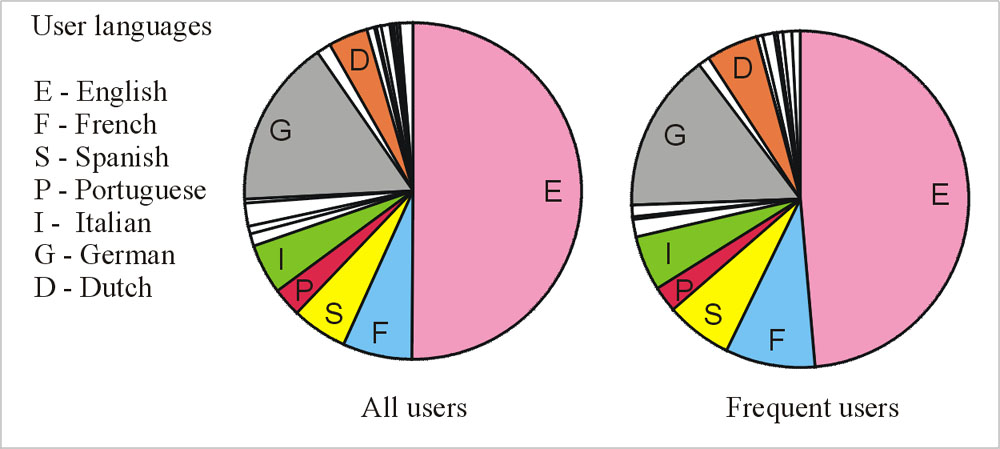 User languages
E - English
F - French
S - Spanish
P - Portuguese
I - Italian
G - German
D - Dutch
D
G
E
I
P
S
F
All users
D
G
E
I
P
S
F
Frequent users